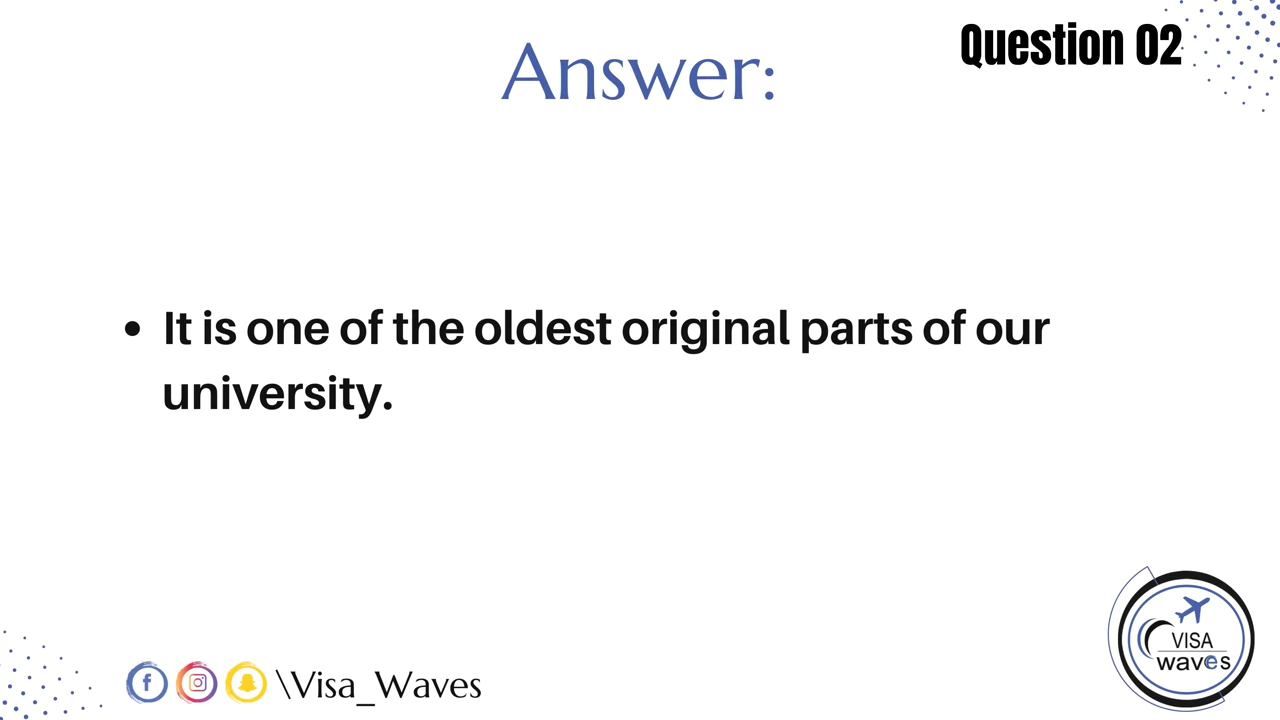 Question 02
Answer:
• It is one of the oldest original parts of our
university.
\Visa_Waves
VISA
waves